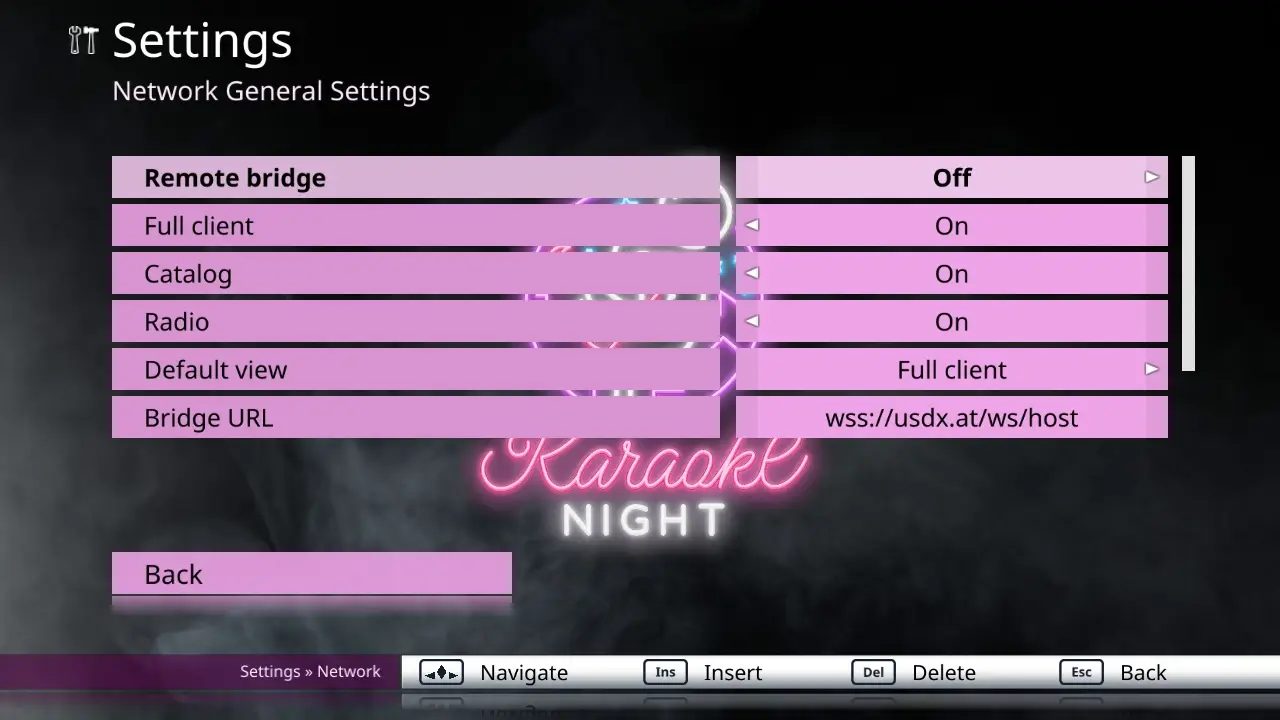 Settings
Network General Settings
Remote bridge Off
Full client On
Catalog On
Radio On
Default view Full client
Bridge URL wss://usdx.at/ws/host
Karaoke
NIGHT
Back
Settings » Network Navigate Ins Insert Del Delete Esc Back